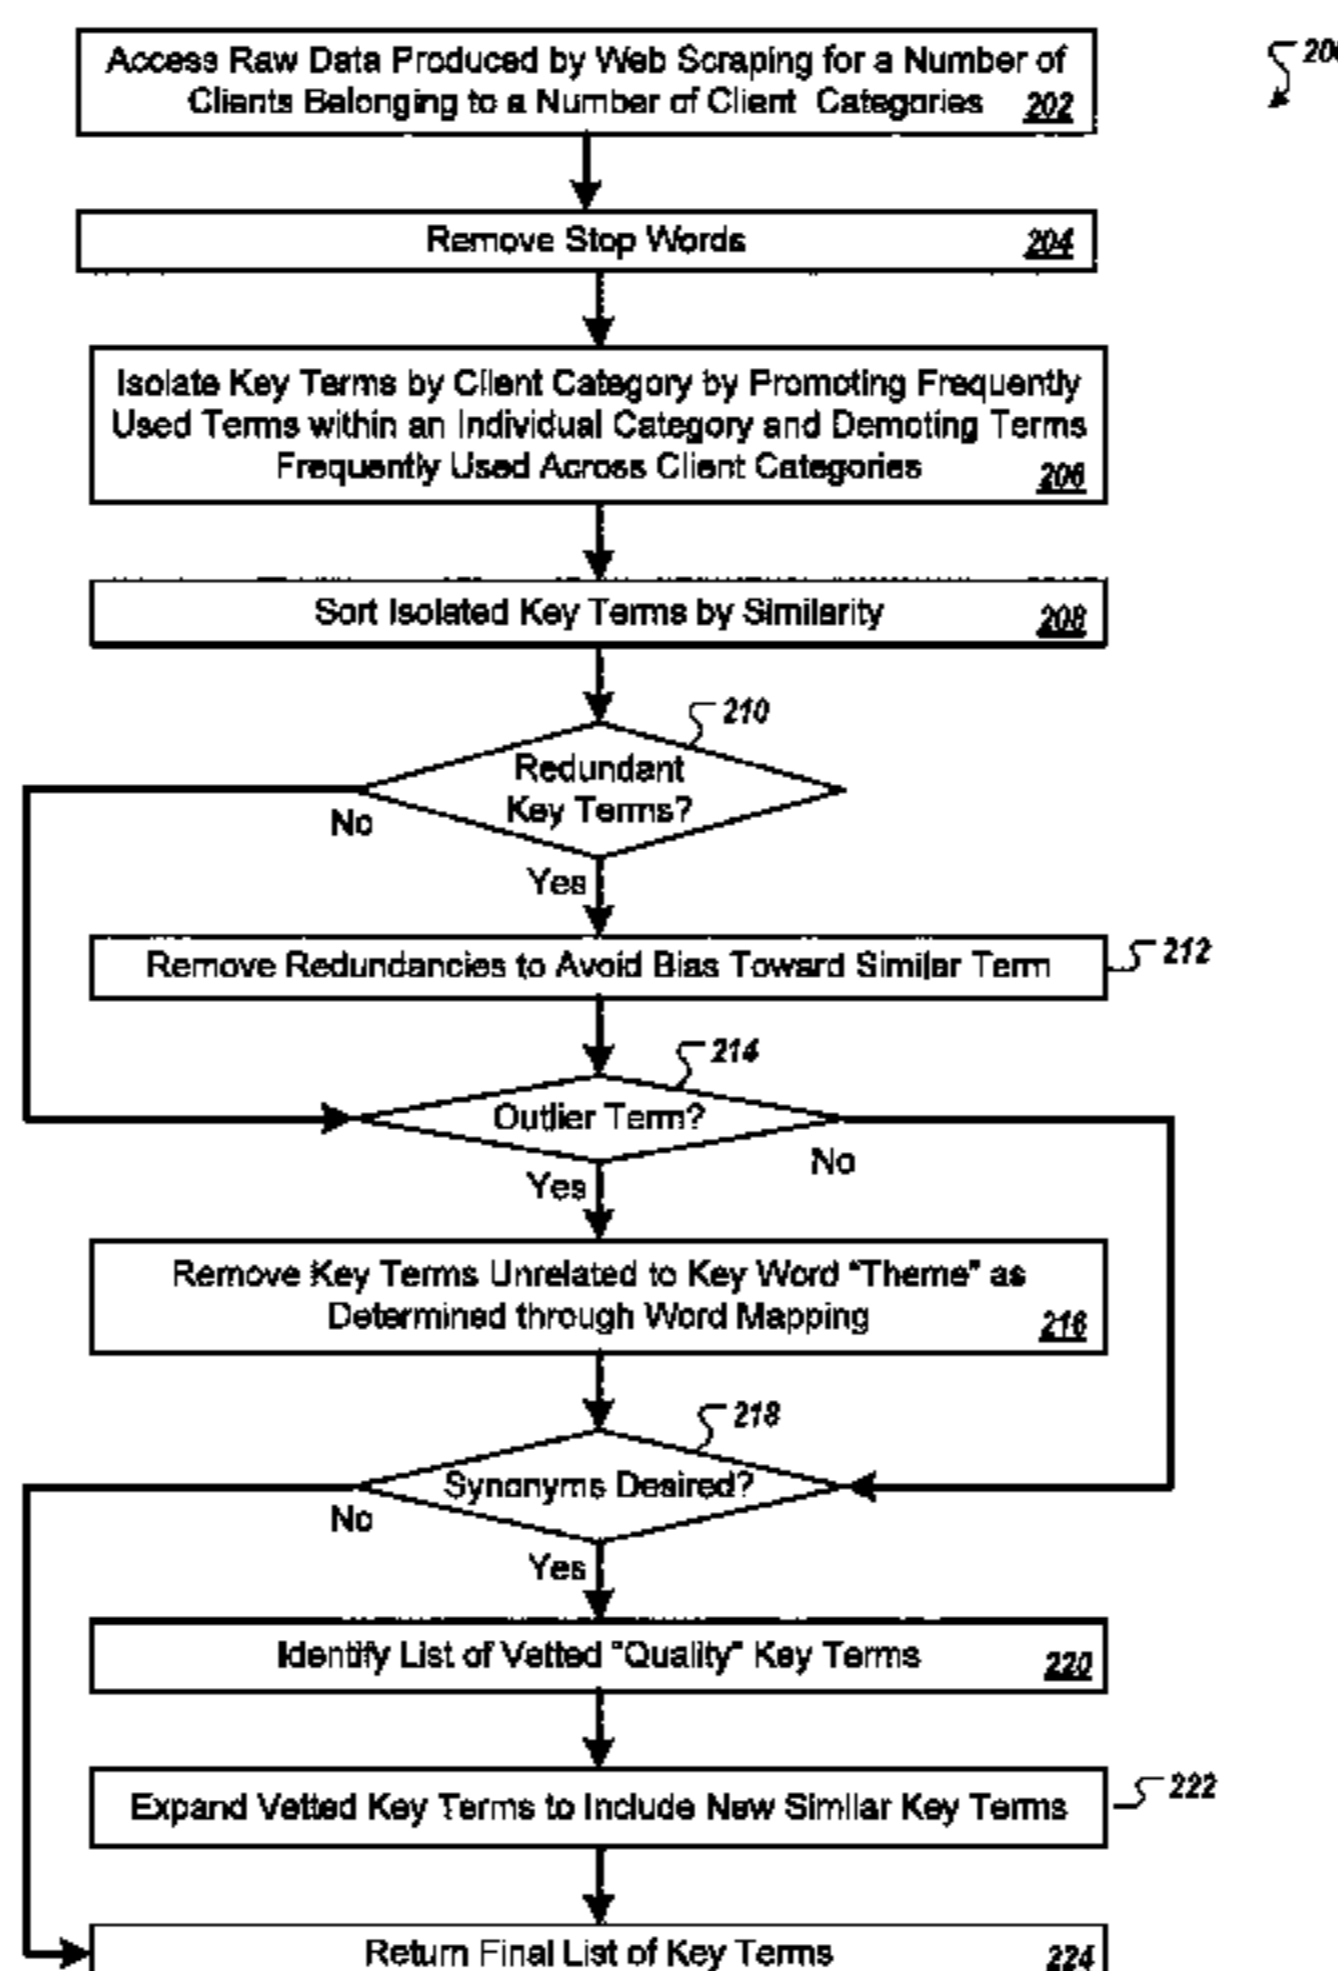 Access Raw Data Produced by Web Scraping for a Number of
Clients Belonging to a Number of Client Categories 202
Remove Stop Words 204
Isolate Key Terms by Client Category by Promoting Frequently
Used Terms within an Individual Category and Demoting Terms
Frequently Used Across Client Categories 206
Sort Isolated Key Terms by Similarity 208
210
Redundant
Key Terms?
No
Yes
Remove Redundancies to Avoid Bias Toward Similar Term 212
214
Outlier Term?
No
Yes
Remove Key Terms Unrelated to Key Word "Theme" as
Determined through Word Mapping 216
218
Synonyms Desired?
No
Yes
Identify List of Vetted "Quality" Key Terms 220
Expand Vetted Key Terms to Include New Similar Key Terms 222
Return Final List of Key Terms 224